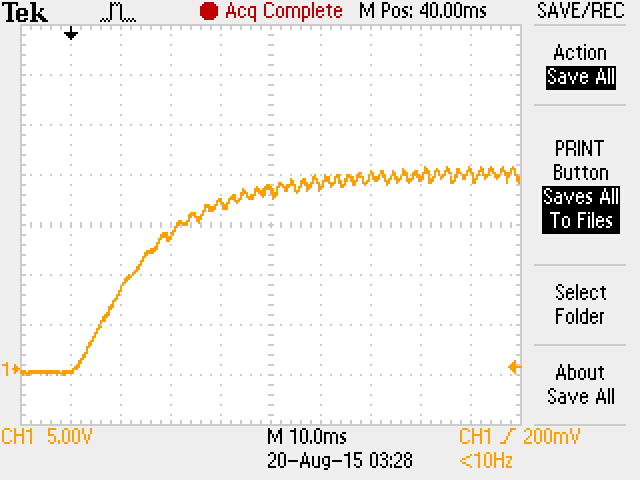 Tek Acq Complete M Pos: 40.00ms SAVE/REC
Action
Save All
PRINT
Button
Saves All
To Files
Select
Folder
About
Save All
1
CH1 5.00V M 10.0ms CH1 200mV
20-Aug-15 03:28 <10Hz